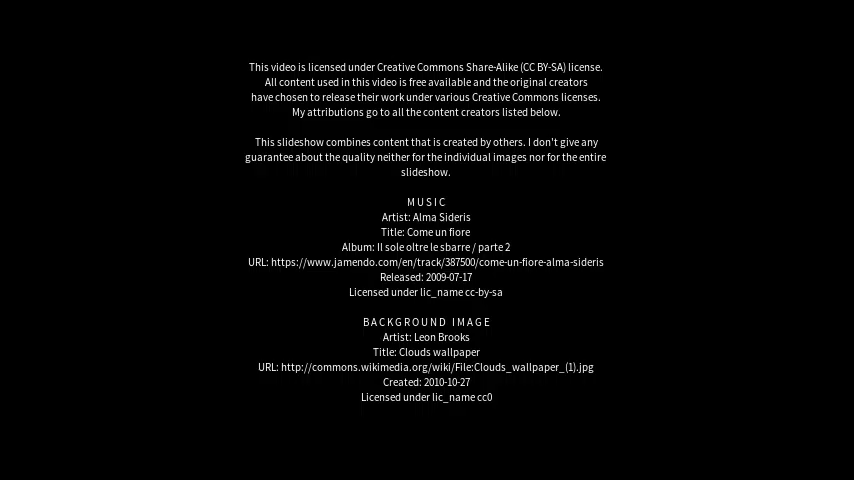 This video is licensed under Creative Commons Share-Alike (CC BY-SA) license.
All content used in this video is free available and the original creators
have chosen to release their work under various Creative Commons licenses.
My attributions go to all the content creators listed below.
This slideshow combines content that is created by others. I don't give any
guarantee about the quality neither for the individual images nor for the entire
slideshow.
MUSIC
Artist: Alma Sideris
Title: Come un fiore
Album: Il sole oltre le sbarre / parte 2
URL: https://www.jamendo.com/en/track/387500/come-un-fiore-alma-sideris
Released: 2009-07-17
Licensed under lic_name cc-by-sa
BACKGROUND IMAGE
Artist: Leon Brooks
Title: Clouds wallpaper
URL: http://commons.wikimedia.org/wiki/File:Clouds_wallpaper_(1).jpg
Created: 2010-10-27
Licensed under lic_name cc0